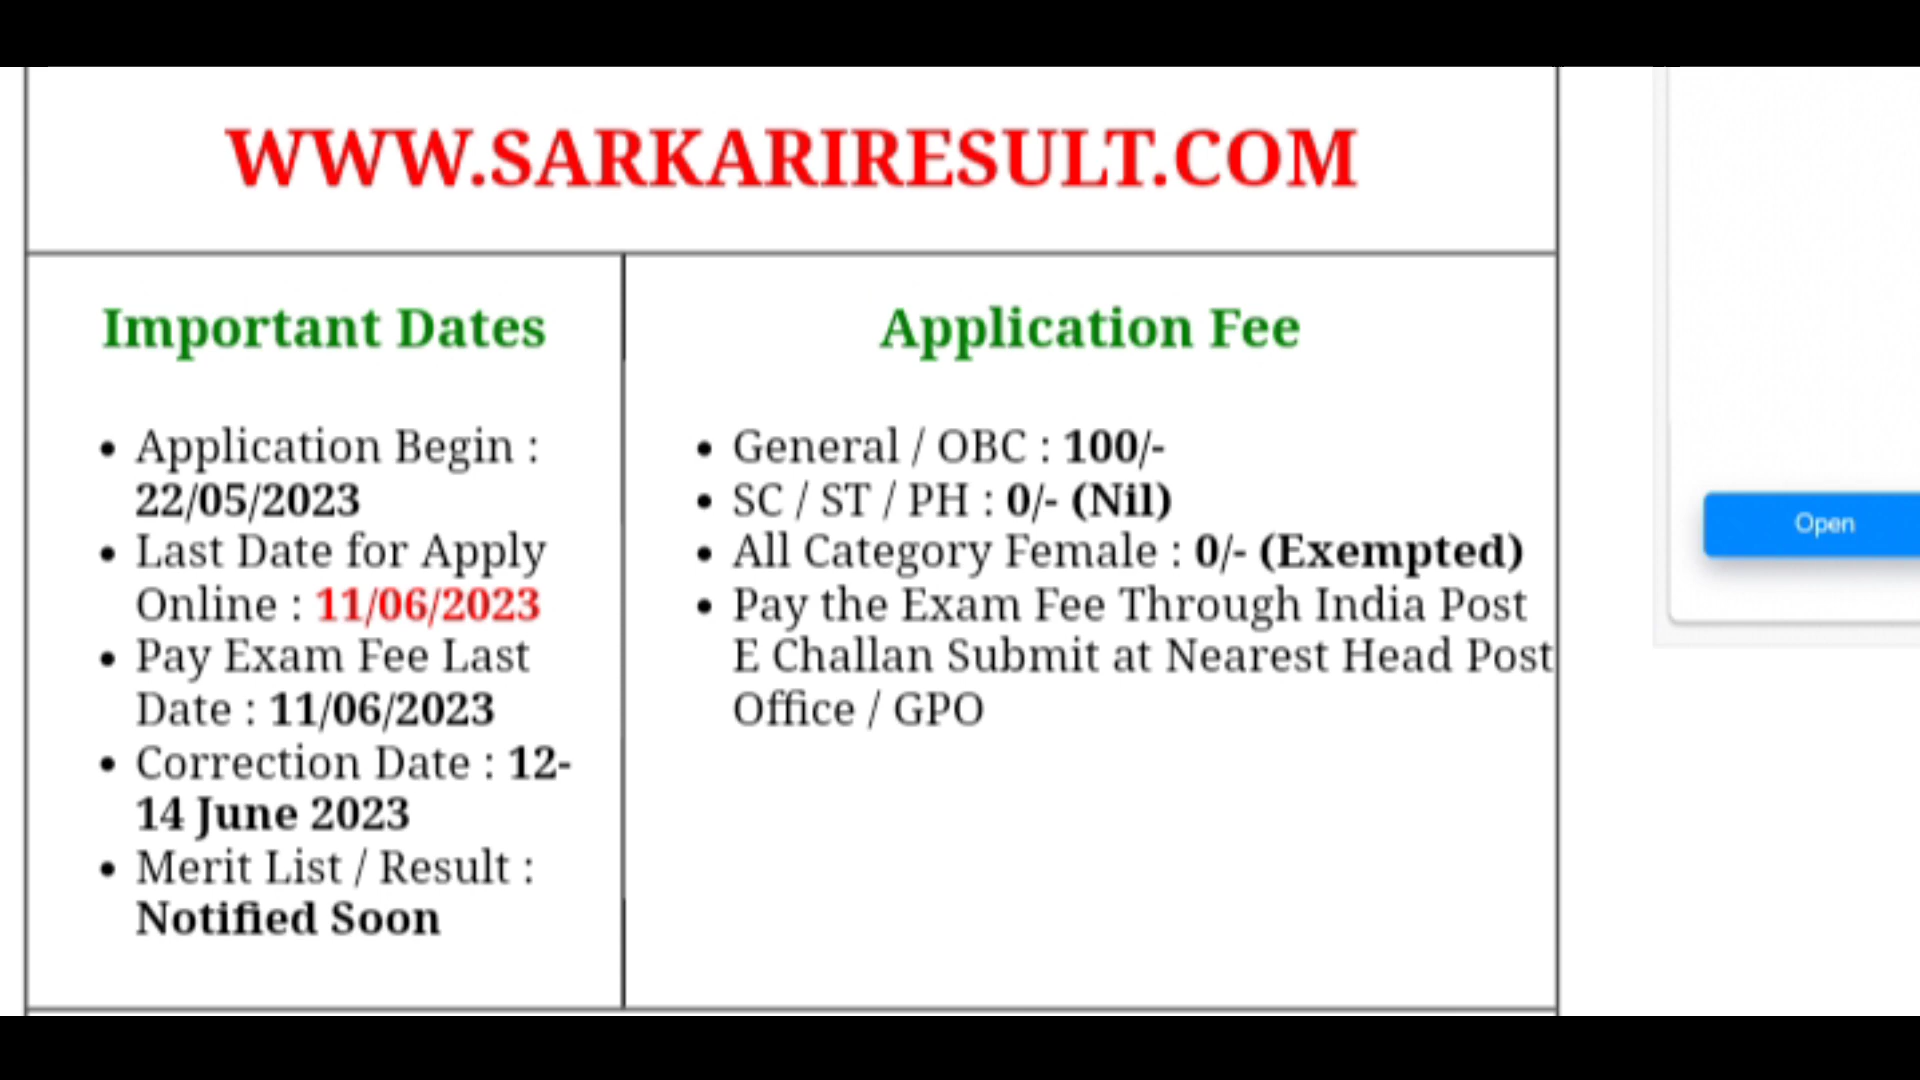 WWW.SARKARIRESULT.COM
Important Dates
• Application Begin :
22/05/2023
• Last Date for Apply
Online : 11/06/2023
• Pay Exam Fee Last
Date : 11/06/2023
• Correction Date : 12-
14 June 2023
• Merit List / Result :
Notified Soon
Application Fee
• General / OBC : 100/-
• SC / ST / PH : 0/- (Nil)
• All Category Female : 0/- (Exempted)
• Pay the Exam Fee Through India Post
E Challan Submit at Nearest Head Post
Office / GPO
Open